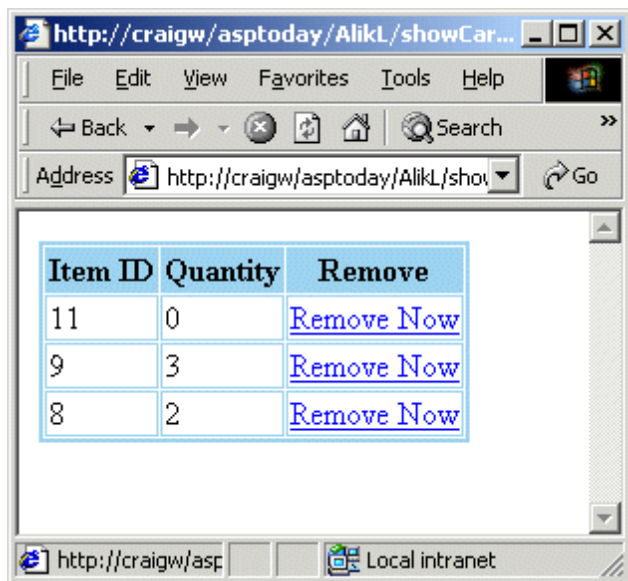 http://craigw/asptoday/AlikL/showCar...
File Edit View Favorites Tools Help
Back Search »
Address http://craigw/asptoday/AlikL/show Go
Item ID Quantity Remove
11 0 Remove Now
9 3 Remove Now
8 2 Remove Now
http://craigw/asp Local intranet